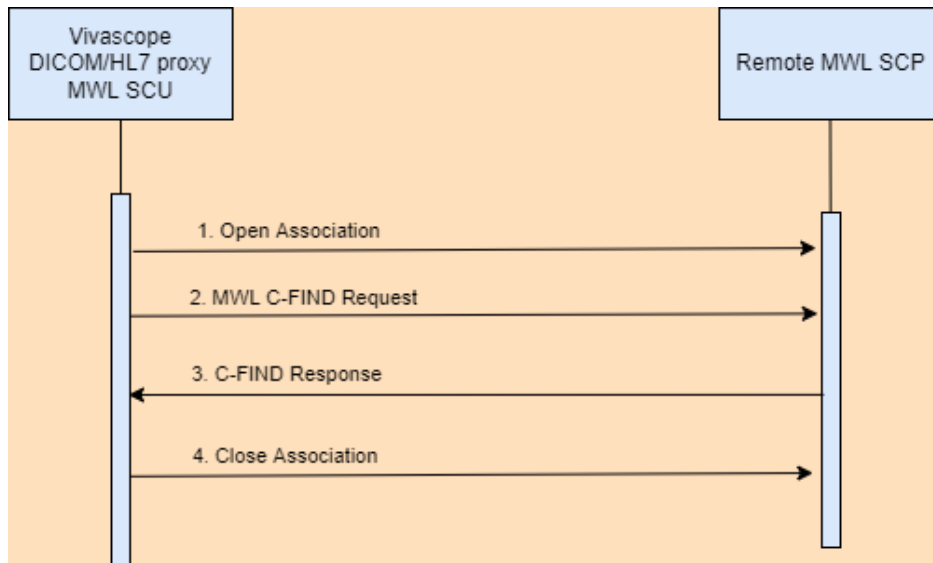 Vivascope
DICOM/HL7 proxy
MWL SCU
Remote MWL SCP
1. Open Association
2. MWL C-FIND Request
3. C-FIND Response
4. Close Association